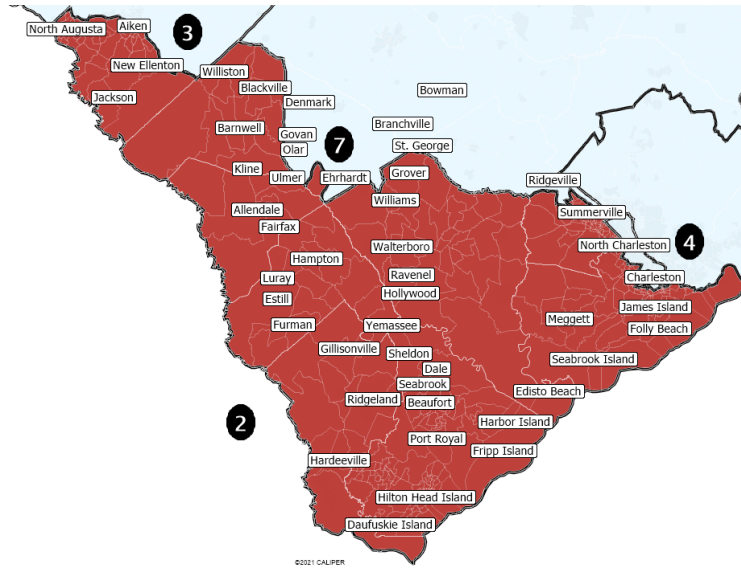 North Augusta
Aiken
3
New Ellenton
Williston
Jackson
Blackville
Denmark
Bowman
Barnwell
Govan
Branchville
Olar
7
St. George
Kline
Ulmer
Ehrhardt
Grover
Ridgeville
Allendale
Williams
Summerville
Fairfax
Walterboro
North Charleston
4
Hampton
Luray
Ravenel
Charleston
Estill
Hollywood
James Island
Furman
Yemassee
Meggett
Folly Beach
Gillisonville
Sheldon
Seabrook Island
Dale
Seabrook
Ridgeland
Beaufort
Edisto Beach
2
Harbor Island
Port Royal
Fripp Island
Hardeeville
Hilton Head Island
Daufuskie Island
©2021 CALIPER